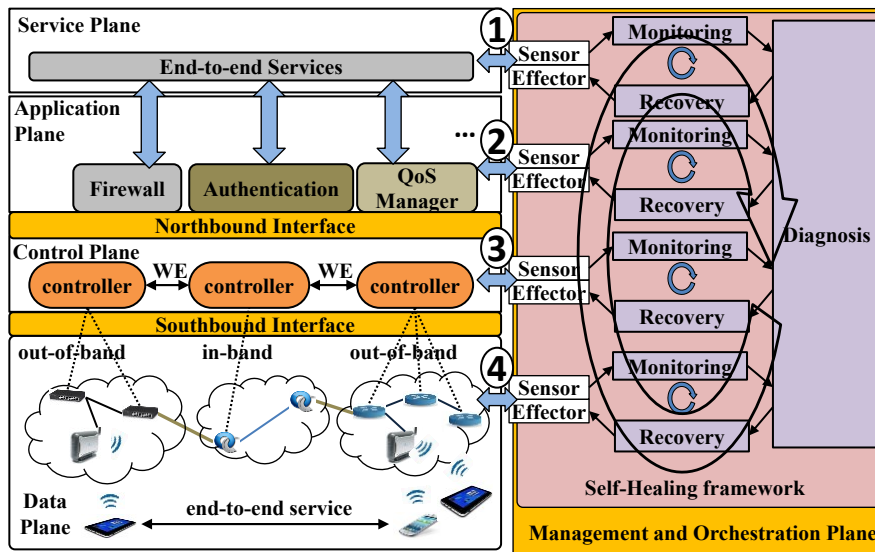 Service Plane
End-to-end Services
Application
Plane
...
Firewall
Authentication
QoS
Manager
Northbound Interface
Control Plane
WE
WE
controller
controller
controller
Southbound Interface
out-of-band
in-band
out-of-band
Data
Plane
end-to-end service
1
Sensor
Effector
Monitoring
Recovery
2
Sensor
Effector
Monitoring
Recovery
3
Sensor
Effector
Monitoring
Recovery
4
Sensor
Effector
Monitoring
Recovery
Diagnosis
Self-Healing framework
Management and Orchestration Plane